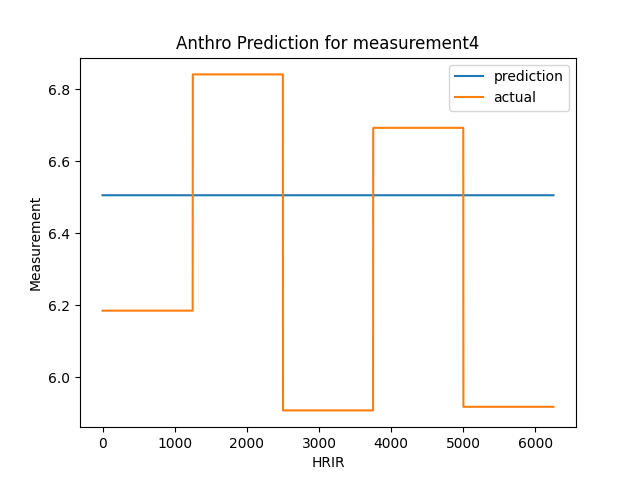 Anthro Prediction for measurement4
prediction
actual
Measurement
6.8
6.6
6.4
6.2
6.0
0 1000 2000 3000 4000 5000 6000
HRIR